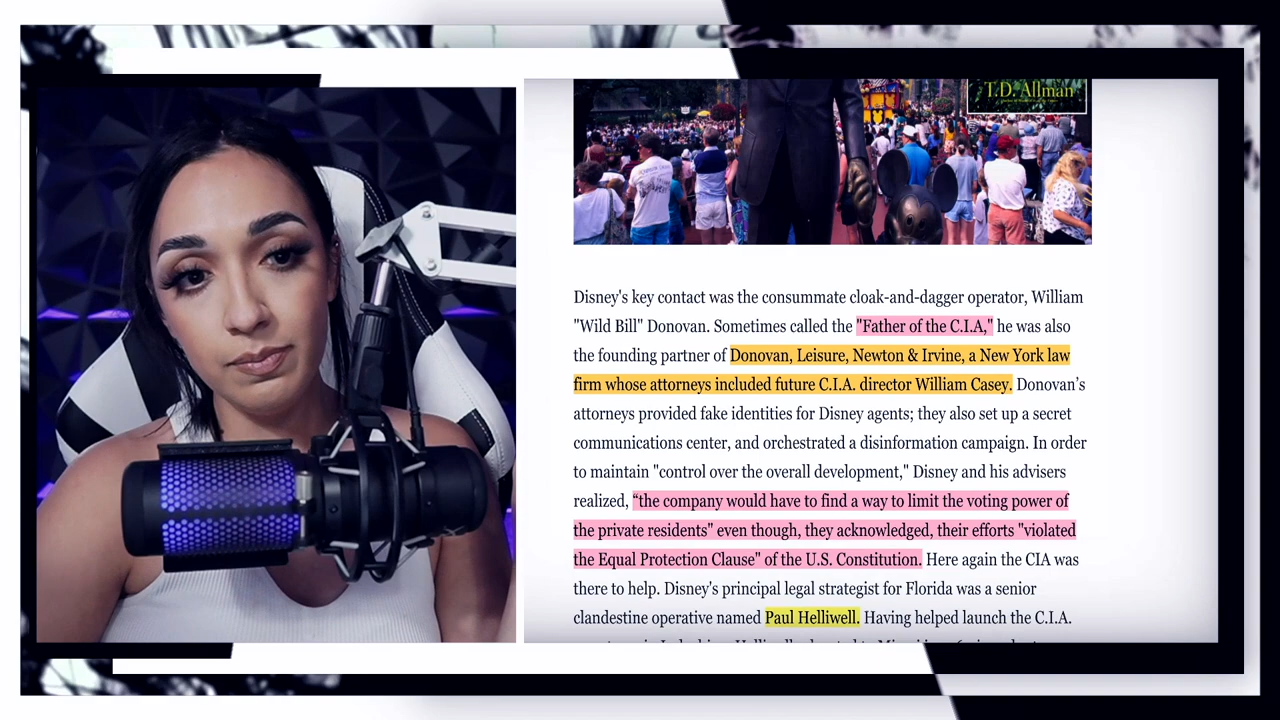 T.D. Allman
Disney's key contact was the consummate cloak-and-dagger operator, William
"Wild Bill" Donovan. Sometimes called the "Father of the C.I.A," he was also
the founding partner of Donovan, Leisure, Newton & Irvine, a New York law
firm whose attorneys included future C.I.A. director William Casey. Donovan’s
attorneys provided fake identities for Disney agents; they also set up a secret
communications center, and orchestrated a disinformation campaign. In order
to maintain "control over the overall development," Disney and his advisers
realized, “the company would have to find a way to limit the voting power of
the private residents" even though, they acknowledged, their efforts "violated
the Equal Protection Clause" of the U.S. Constitution. Here again the CIA was
there to help. Disney's principal legal strategist for Florida was a senior
clandestine operative named Paul Helliwell. Having helped launch the C.I.A.